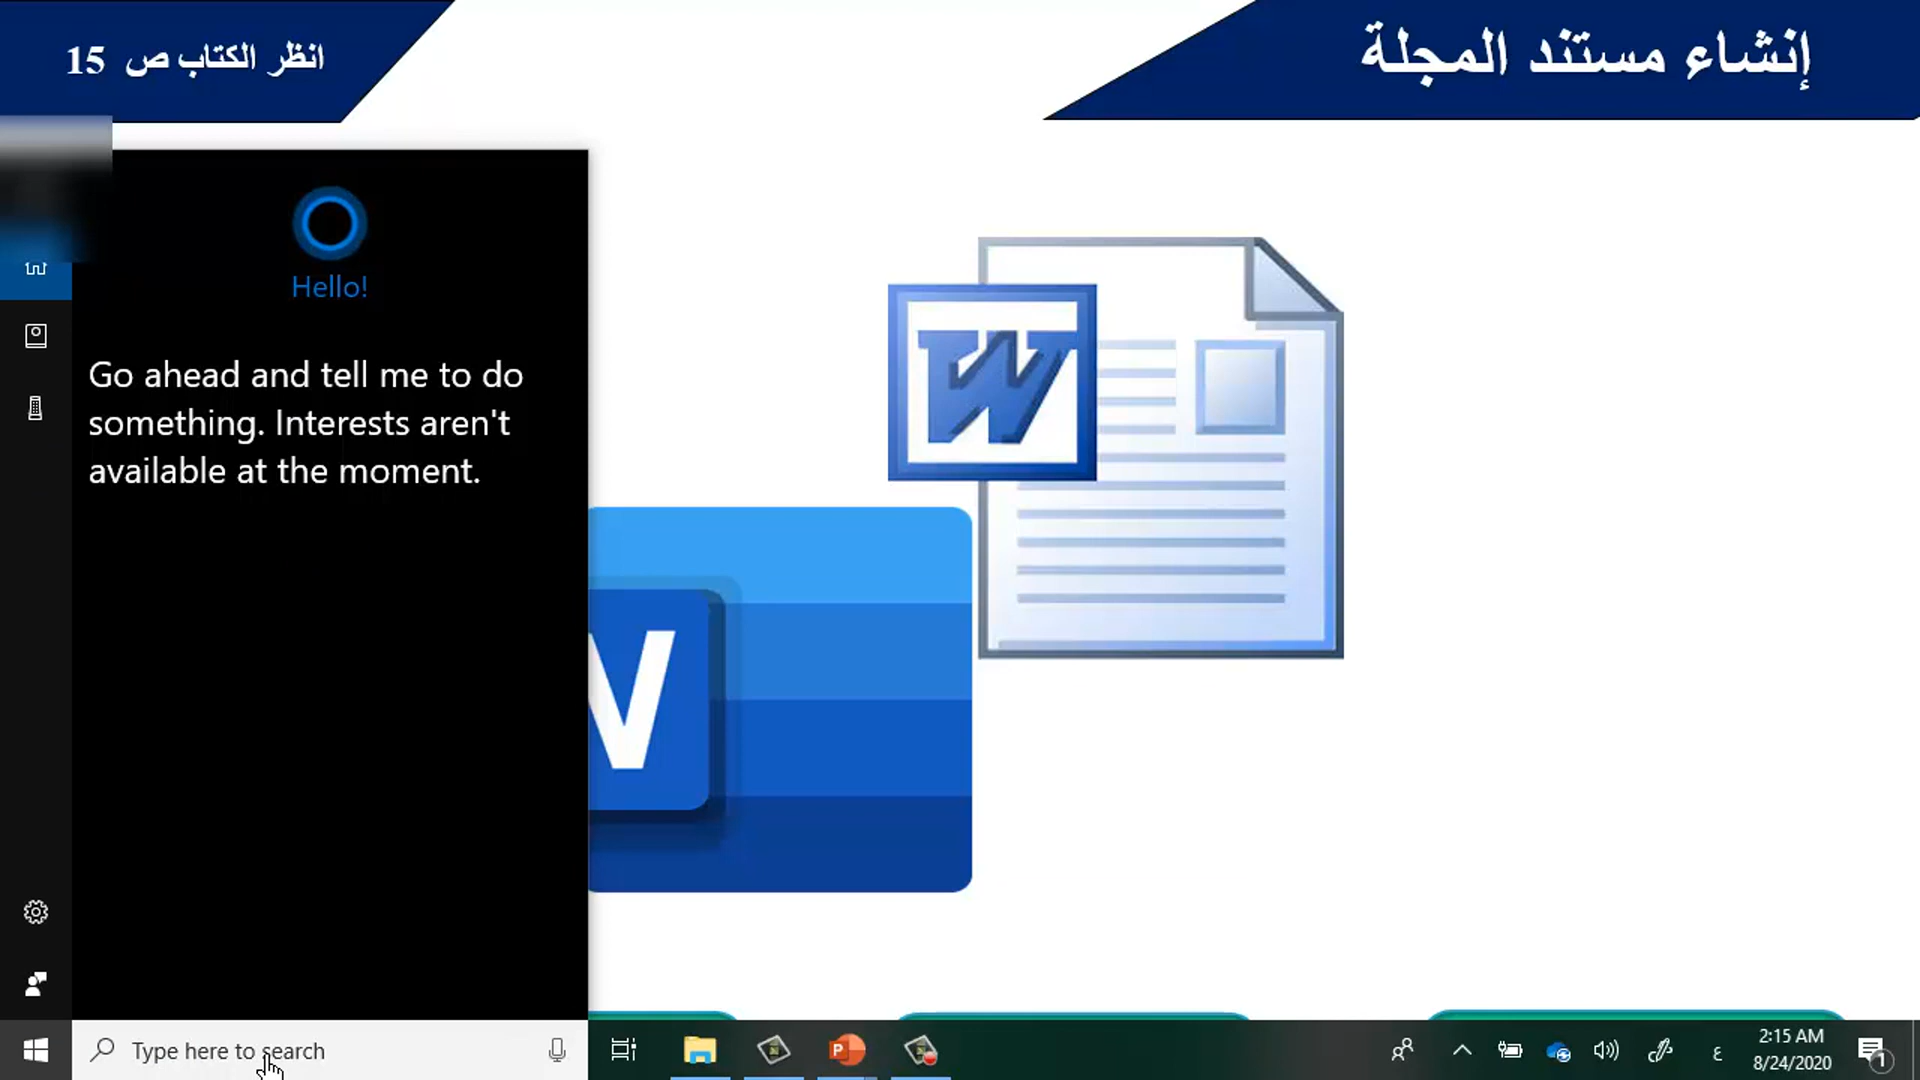 إنشاء مستند المجلة
انظر الكتاب ص 15
Hello!
Go ahead and tell me to do
something. Interests aren't
available at the moment.
W
W
Type here to search
P
ع
2:15 AM
8/24/2020
1